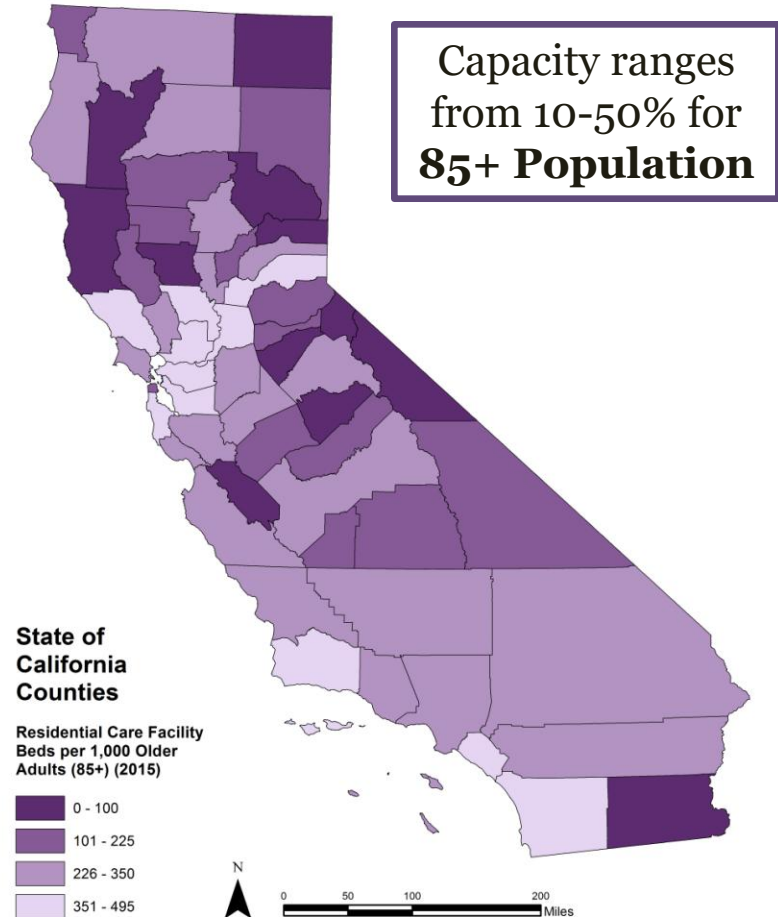 Capacity ranges
from 10-50% for
85+ Population
State of
California
Counties
Residential Care Facility
Beds per 1,000 Older
Adults (85+) (2015)
0 - 100
101 - 225
226 - 350
351 - 495
N
0 50 100 200
Miles